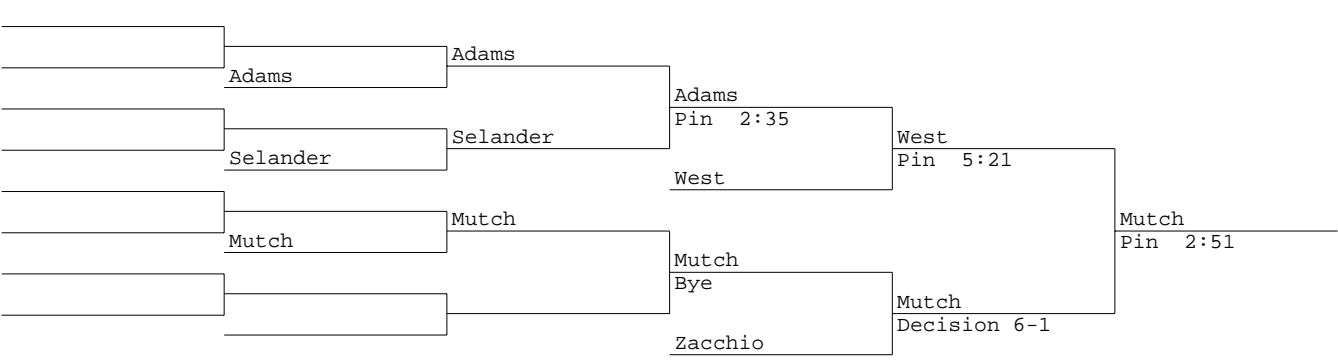 Adams
Adams
Adams
Pin 2:35
Selander
Selander
West
Pin 5:21
West
Mutch
Mutch
Mutch
Pin 2:51
Mutch
Bye
Mutch
Decision 6-1
Zacchio